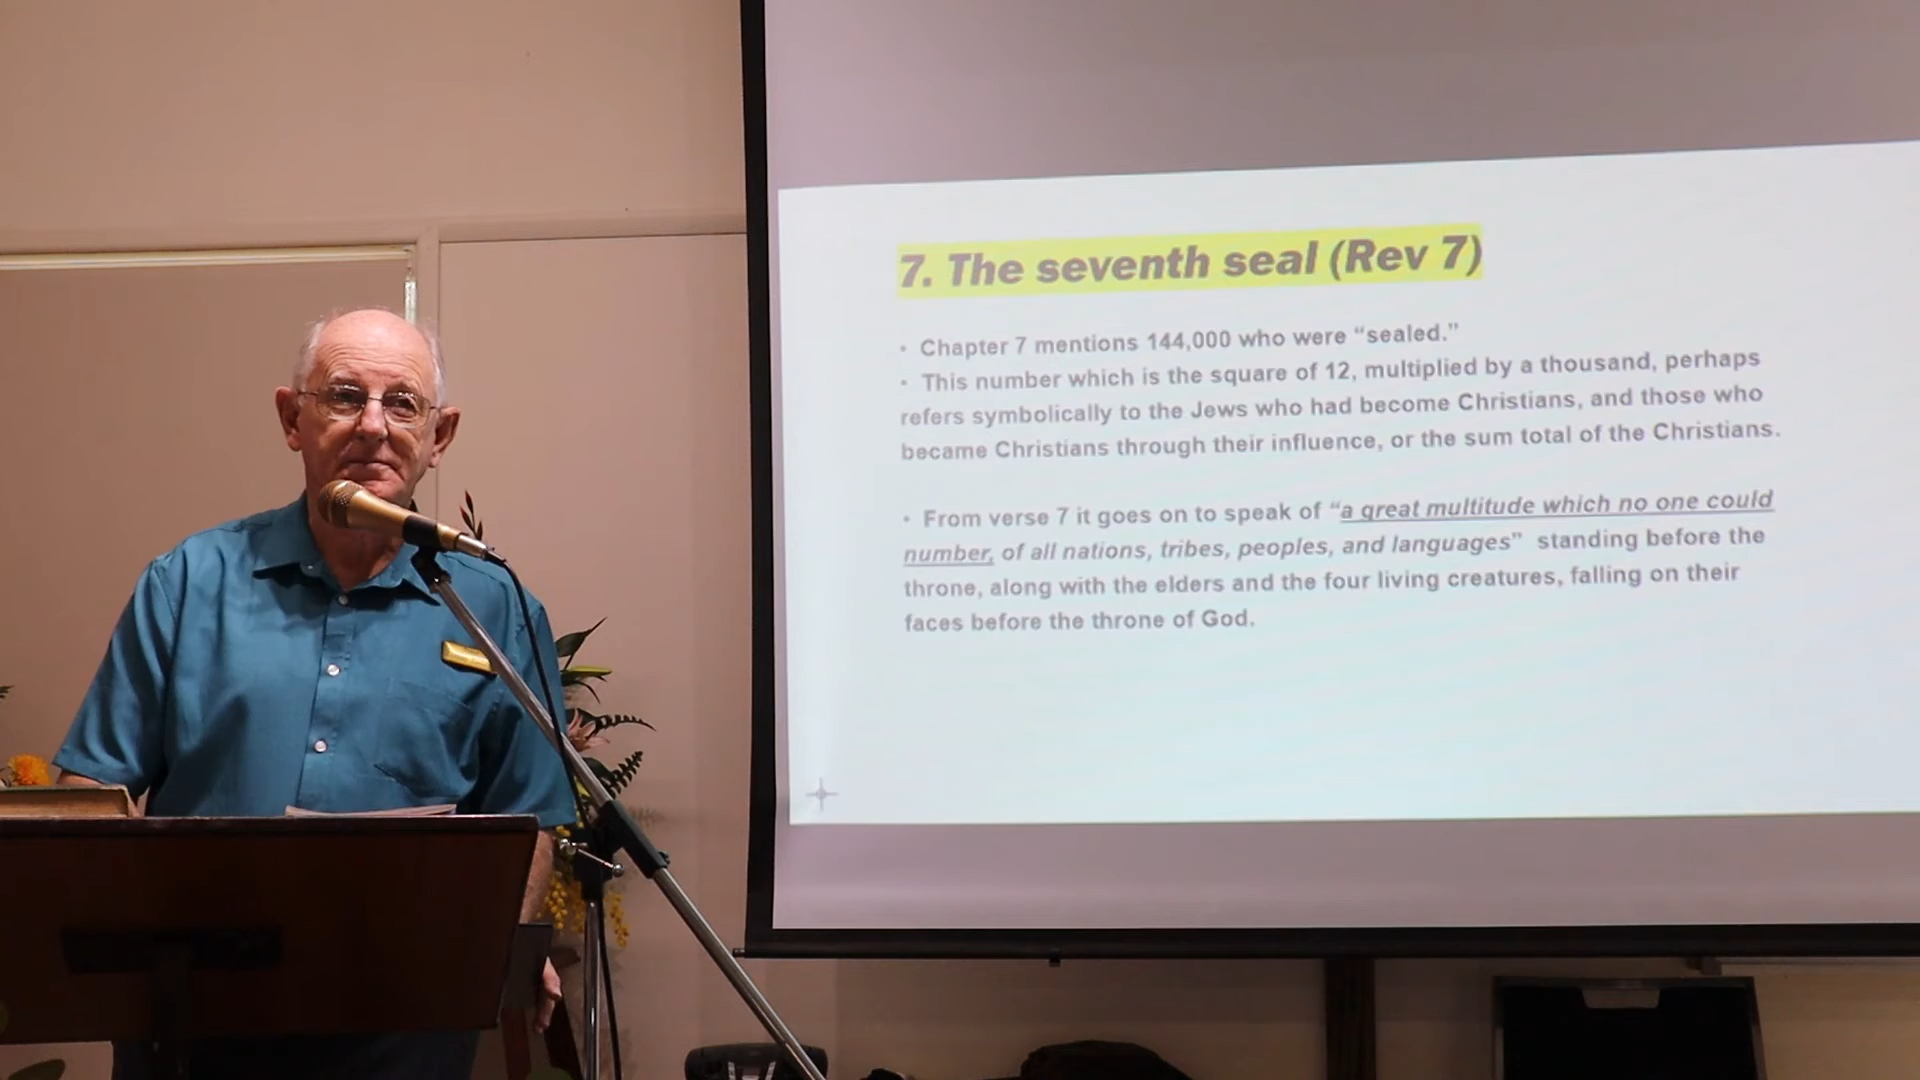 7. The seventh seal (Rev 7)
• Chapter 7 mentions 144,000 who were “sealed.”
• This number which is the square of 12, multiplied by a thousand, perhaps
refers symbolically to the Jews who had become Christians, and those who
became Christians through their influence, or the sum total of the Christians.
• From verse 7 it goes on to speak of “a great multitude which no one could
number, of all nations, tribes, peoples, and languages” standing before the
throne, along with the elders and the four living creatures, falling on their
faces before the throne of God.